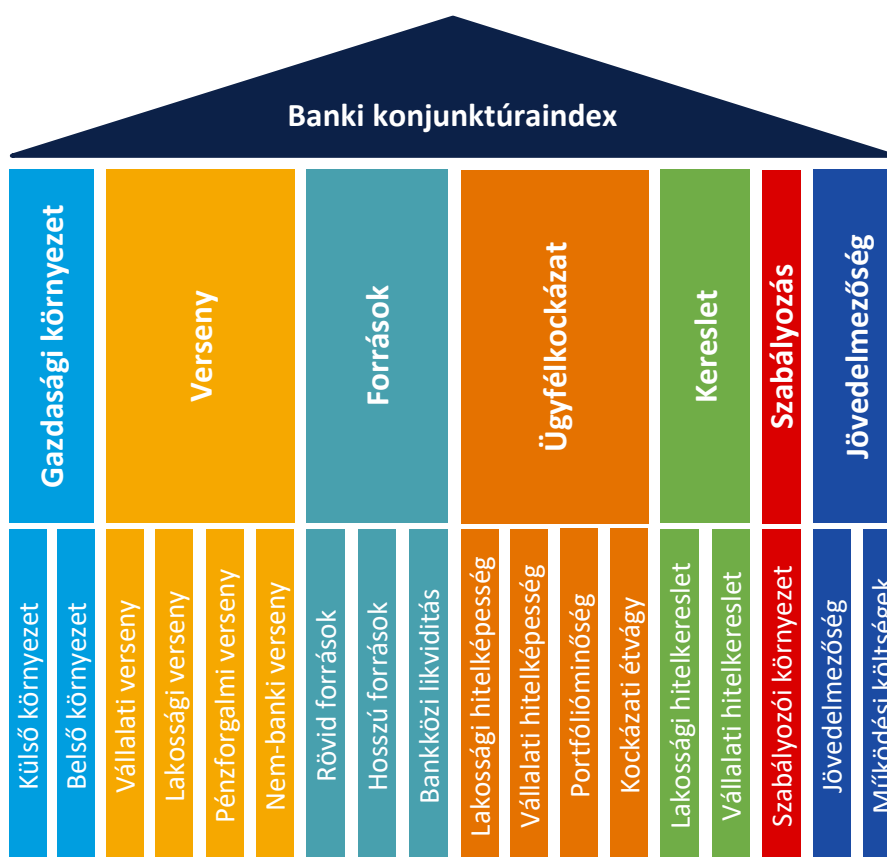 Banki konjunktúraindex
Gazdasági környezet
Verseny
Források
Ügyfélkockázat
Kereslet
Szabályozás
Jövedelmezőség
Külső környezet
Belső környezet
Vállalati verseny
Lakossági verseny
Pénzforgalmi verseny
Nem-banki verseny
Rövid források
Hosszú források
Bankközi likviditás
Lakossági hitelképesség
Vállalati hitelképesség
Portfólióminőség
Kockázati étvágy
Lakossági hitelkereslet
Vállalati hitelkereslet
Szabályozói környezet
Jövedelmezőség
Működési költségek